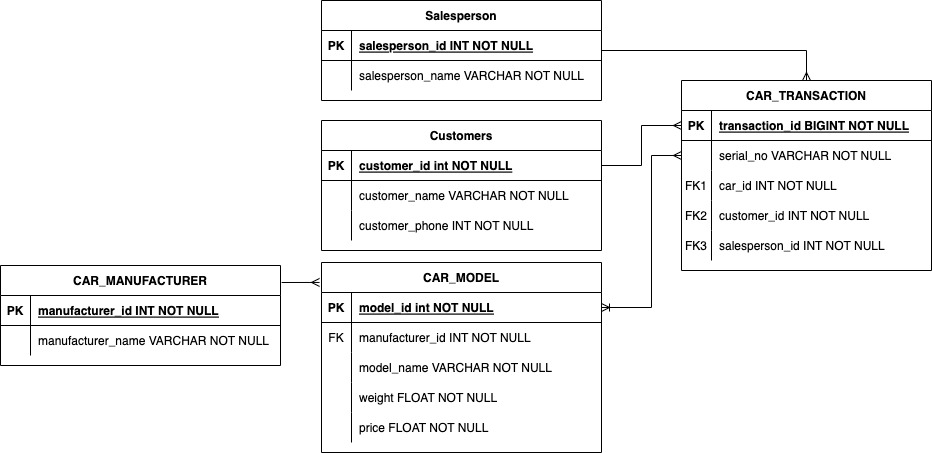 Salesperson
PK salesperson_id INT NOT NULL
salesperson_name VARCHAR NOT NULL
CAR_TRANSACTION
PK transaction_id BIGINT NOT NULL
serial_no VARCHAR NOT NULL
FK1 car_id INT NOT NULL
FK2 customer_id INT NOT NULL
FK3 salesperson_id INT NOT NULL
Customers
PK customer_id int NOT NULL
customer_name VARCHAR NOT NULL
customer_phone INT NOT NULL
CAR_MANUFACTURER
PK manufacturer_id INT NOT NULL
manufacturer_name VARCHAR NOT NULL
CAR_MODEL
PK model_id int NOT NULL
FK manufacturer_id INT NOT NULL
model_name VARCHAR NOT NULL
weight FLOAT NOT NULL
price FLOAT NOT NULL